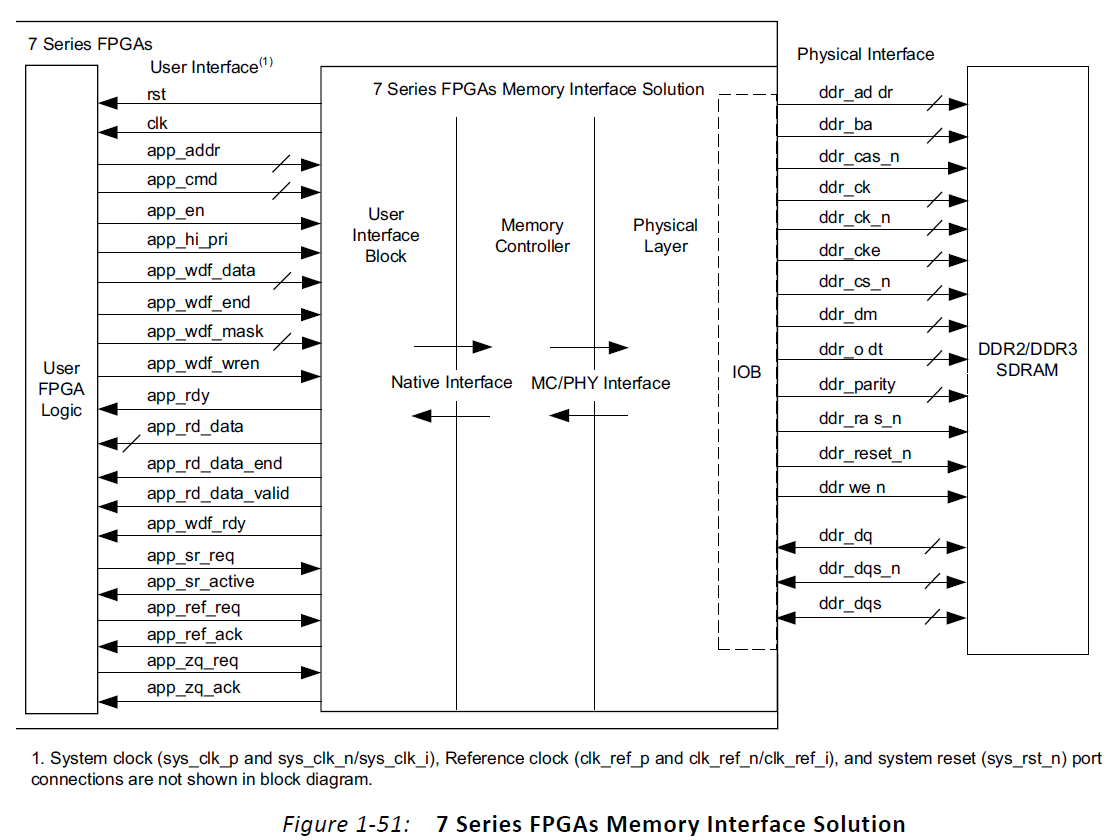 7 Series FPGAs
User Interface(1)
Physical Interface
7 Series FPGAs Memory Interface Solution
rst
clk
app_addr
app_cmd
app_en
app_hi_pri
app_wdf_data
app_wdf_end
app_wdf_mask
app_wdf_wren
app_rdy
app_rd_data
app_rd_data_end
app_rd_data_valid
app_wdf_rdy
app_sr_req
app_sr_active
app_ref_req
app_ref_ack
app_zq_req
app_zq_ack
User
FPGA
Logic
User
Interface
Block
Memory
Controller
Physical
Layer
Native Interface
MC/PHY Interface
IOB
ddr_ad dr
ddr_ba
ddr_cas_n
ddr_ck
ddr_ck_n
ddr_cke
ddr_cs_n
ddr_dm
ddr_o dt
ddr_parity
ddr_ra s_n
ddr_reset_n
ddr we n
ddr_dq
ddr_dqs_n
ddr_dqs
DDR2/DDR3
SDRAM
1. System clock (sys_clk_p and sys_clk_n/sys_clk_i), Reference clock (clk_ref_p and clk_ref_n/clk_ref_i), and system reset (sys_rst_n) port
connections are not shown in block diagram.
Figure 1-51: 7 Series FPGAs Memory Interface Solution